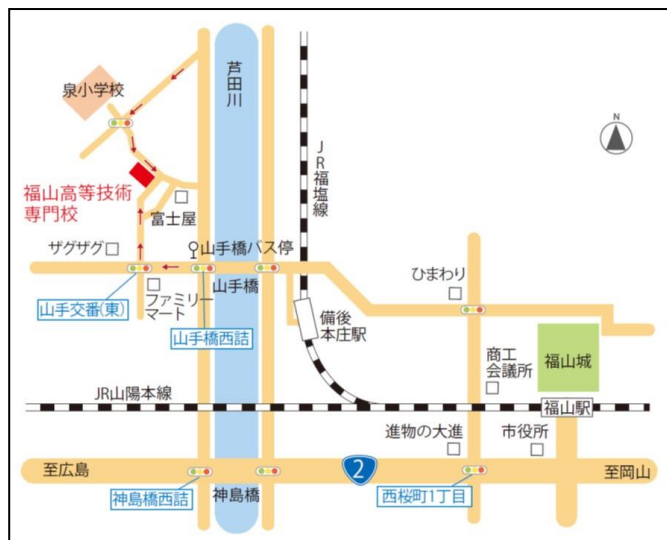 泉小学校
芦田川
N
JR福塩線
福山高等技術
専門校
富士屋
ザグザグ
山手橋バス停
ひまわり
山手橋
山手交番(東)
ファミリー
マート
山手橋西詰
備後
本庄駅
商工
会議所
福山城
JR山陽本線
福山駅
進物の大進
市役所
至広島
2
至岡山
神島橋西詰
神島橋
西桜町1丁目